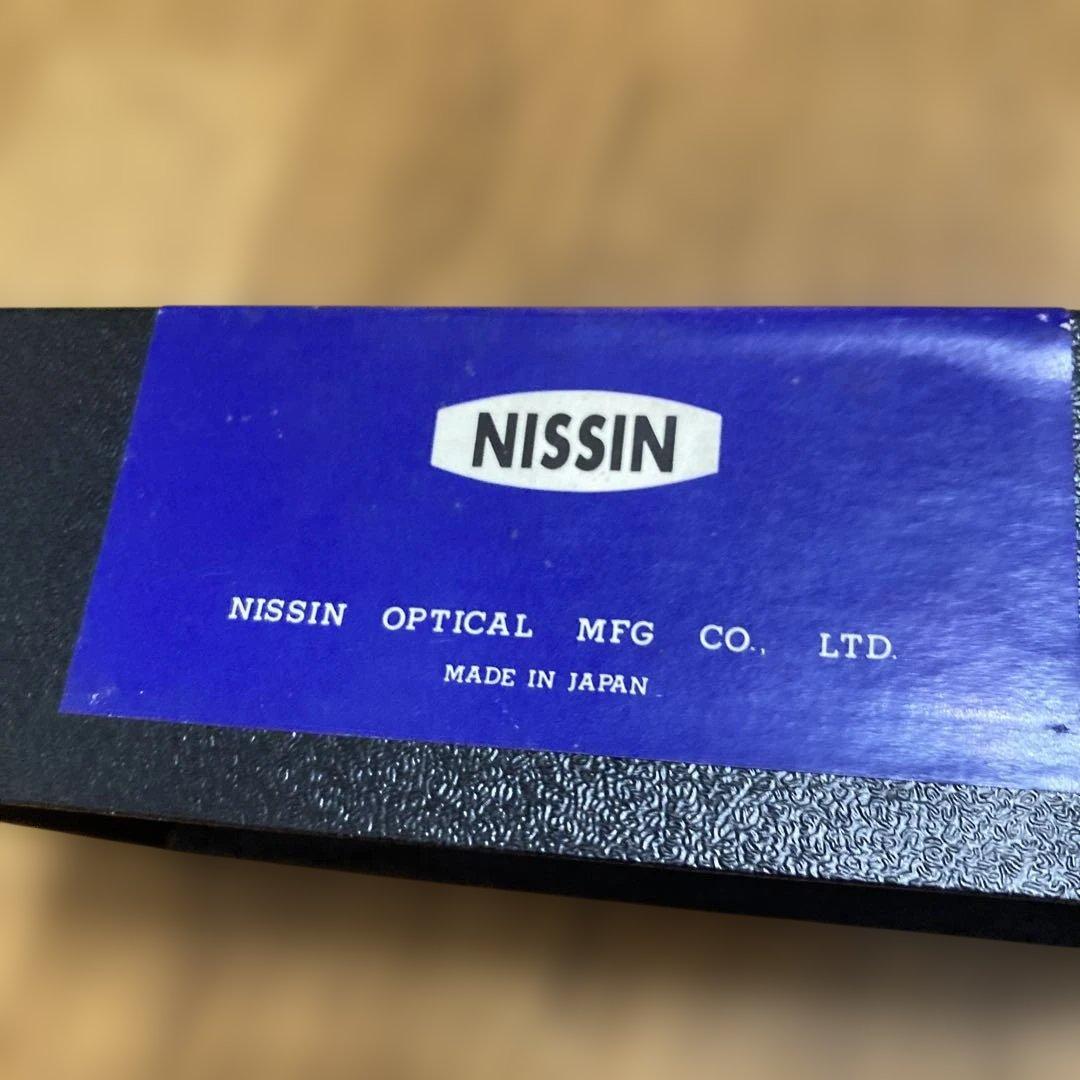 NISSIN
NISSIN OPTICAL MFG CO., LTD.
MADE IN JAPAN